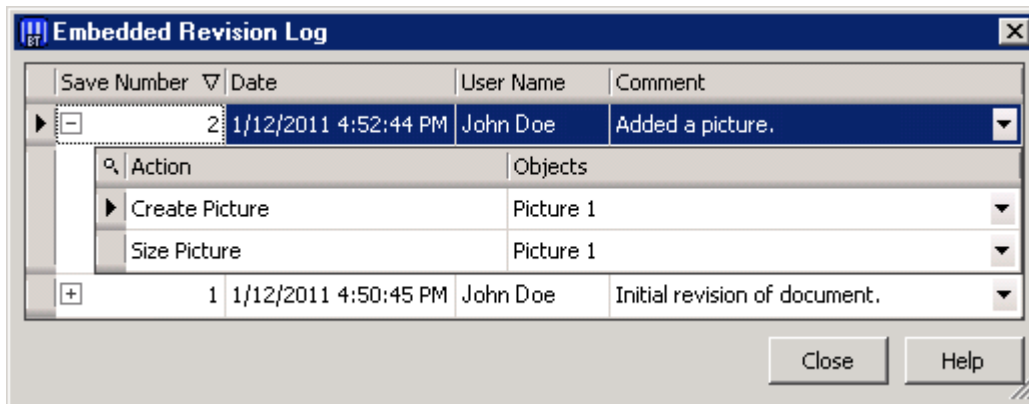 BT Embedded Revision Log
Save Number Date User Name Comment
2 1/12/2011 4:52:44 PM John Doe Added a picture.
Action Objects
Create Picture Picture 1
Size Picture Picture 1
1 1/12/2011 4:50:45 PM John Doe Initial revision of document.
Close Help